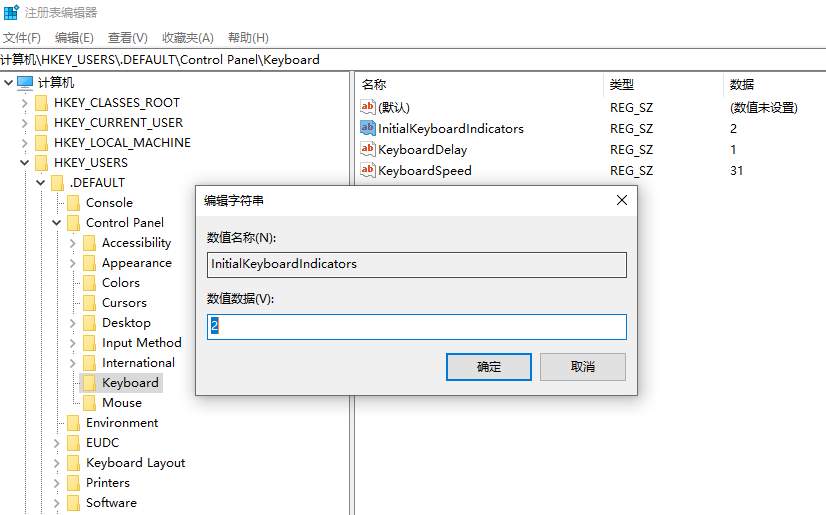 注册表编辑器
文件(F) 编辑(E) 查看(V) 收藏夹(A) 帮助(H)
计算机\HKEY_USERS\.DEFAULT\Control Panel\Keyboard
计算机
HKEY_CLASSES_ROOT
HKEY_CURRENT_USER
HKEY_LOCAL_MACHINE
HKEY_USERS
.DEFAULT
Console
Control Panel
Accessibility
Appearance
Colors
Cursors
Desktop
Input Method
International
Keyboard
Mouse
Environment
EUDC
Keyboard Layout
Printers
Software
名称 类型 数据
ab (默认) REG_SZ (数值未设置)
ab InitialKeyboardIndicators REG_SZ 2
ab KeyboardDelay REG_SZ 1
ab KeyboardSpeed REG_SZ 31
编辑字符串
数值名称(N):
InitialKeyboardIndicators
数值数据(V):
2
确定 取消